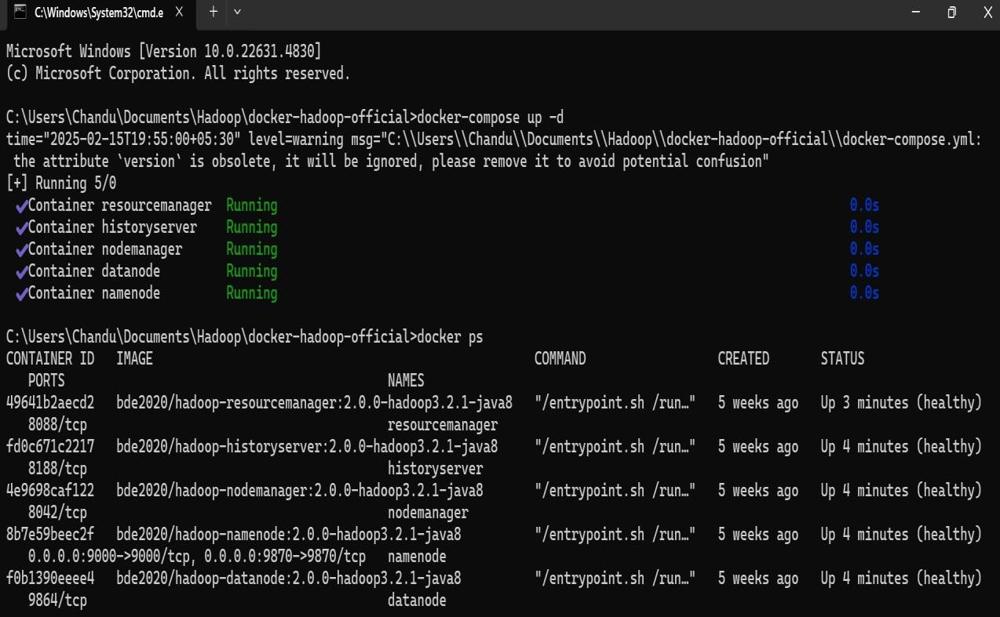 C:\Windows\System32\cmd.e
Microsoft Windows [Version 10.0.22631.4830]
(c) Microsoft Corporation. All rights reserved.
C:\Users\Chandu\Documents\Hadoop\docker-hadoop-official>docker-compose up -d
time="2025-02-15T19:55:00+05:30" level=warning msg="C:\\Users\\Chandu\\Documents\\Hadoop\\docker-hadoop-official\\docker-compose.yml:
the attribute `version` is obsolete, it will be ignored, please remove it to avoid potential confusion"
[+] Running 5/0
✔Container resourcemanager Running 0.0s
✔Container historyserver Running 0.0s
✔Container nodemanager Running 0.0s
✔Container datanode Running 0.0s
✔Container namenode Running 0.0s
C:\Users\Chandu\Documents\Hadoop\docker-hadoop-official>docker ps
CONTAINER ID IMAGE COMMAND CREATED STATUS
PORTS NAMES
49641b2aecd2 bde2020/hadoop-resourcemanager:2.0.0-hadoop3.2.1-java8 "/entrypoint.sh /run…" 5 weeks ago Up 3 minutes (healthy)
8088/tcp resourcemanager
fd0c671c2217 bde2020/hadoop-historyserver:2.0.0-hadoop3.2.1-java8 "/entrypoint.sh /run…" 5 weeks ago Up 4 minutes (healthy)
8188/tcp historyserver
4e9698caf122 bde2020/hadoop-nodemanager:2.0.0-hadoop3.2.1-java8 "/entrypoint.sh /run…" 5 weeks ago Up 4 minutes (healthy)
8042/tcp nodemanager
8b7e59beec2f bde2020/hadoop-namenode:2.0.0-hadoop3.2.1-java8 "/entrypoint.sh /run…" 5 weeks ago Up 4 minutes (healthy)
0.0.0.0:9000->9000/tcp, 0.0.0.0:9870->9870/tcp namenode
f0b1390eeee4 bde2020/hadoop-datanode:2.0.0-hadoop3.2.1-java8 "/entrypoint.sh /run…" 5 weeks ago Up 4 minutes (healthy)
9864/tcp datanode